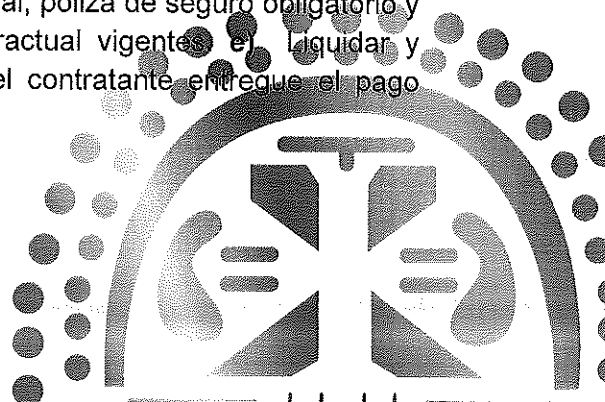 al, póliza de seguro obligatorio y
ractual vigentes, e). Liquidar y
el contratante entregue el pago